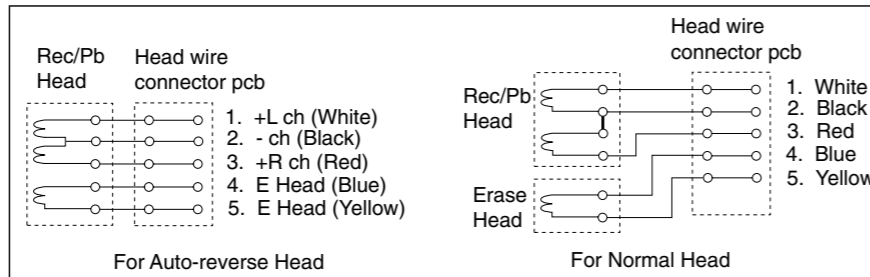 Rec/Pb
Head
Head wire
connector pcb
1. +L ch (White)
2. - ch (Black)
3. +R ch (Red)
4. E Head (Blue)
5. E Head (Yellow)
For Auto-reverse Head
Head wire
connector pcb
Rec/Pb
Head
1. White
2. Black
3. Red
4. Blue
5. Yellow
Erase
Head
For Normal Head